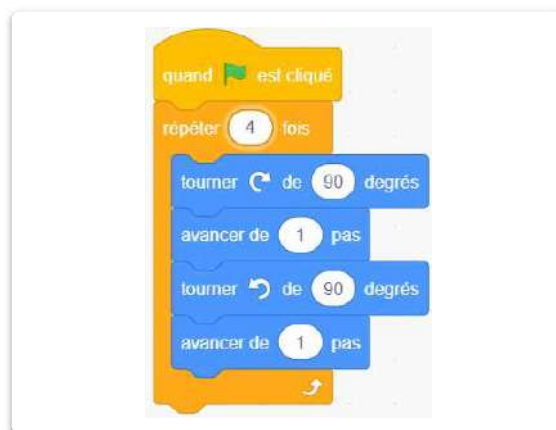 quand est cliqué
répéter 4 fois
tourner de 90 degrés
avancer de 1 pas
tourner de 90 degrés
avancer de 1 pas